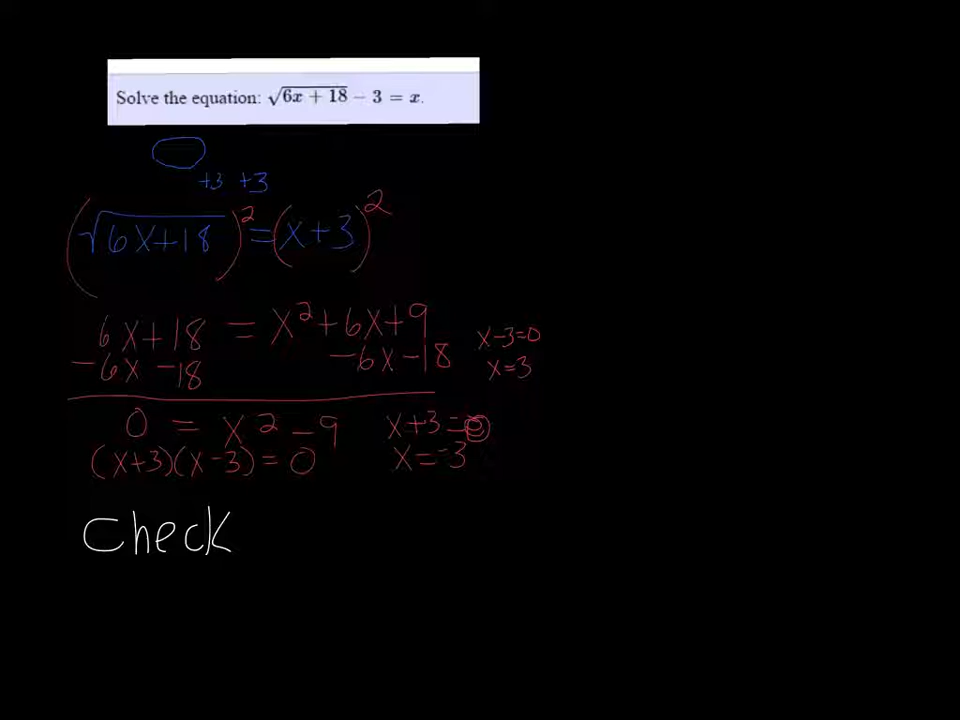 Solve the equation: √6x + 18 − 3 = x.
+3 +3
(√6x+18)² = (x+3)²
6x+18 = x²+6x+9
-6x -18 -6x-18
x-3=0
x=3
0 = x² -9
(x+3)(x-3)=0
x+3=0
x=-3
check